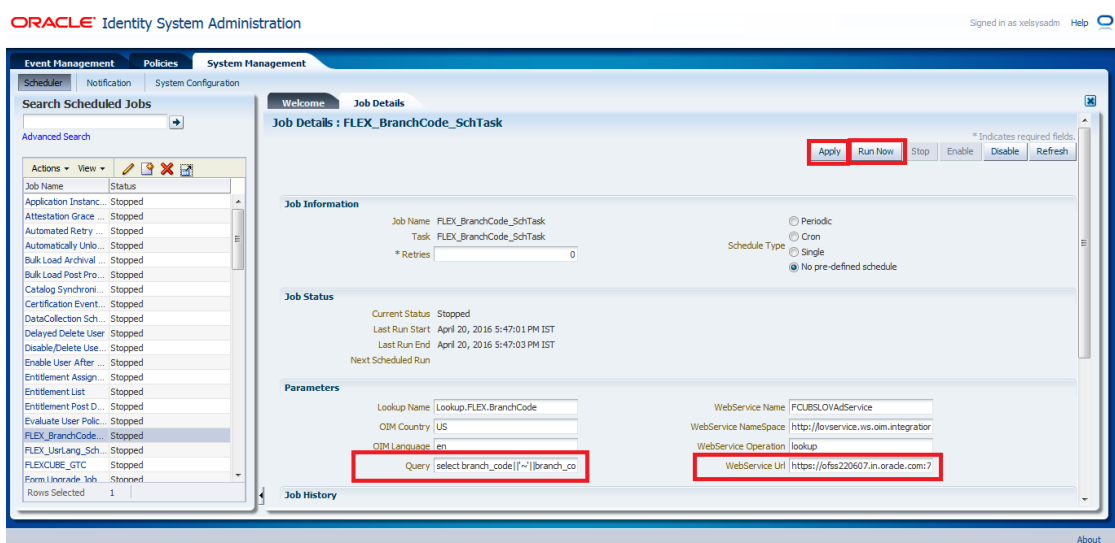 ORACLE Identity System Administration
Signed in as xelsysadm Help
Event Management Policies System Management
Scheduler Notification System Configuration
Search Scheduled Jobs
Advanced Search
Actions View
Job Name Status
Application Instanc... Stopped
Attestation Grace ... Stopped
Automated Retry ... Stopped
Automatically Unlo... Stopped
Bulk Load Archival ... Stopped
Bulk Load Post Pro... Stopped
Catalog Synchroni... Stopped
Certification Event... Stopped
DataCollection Sch... Stopped
Delayed Delete User Stopped
Disable/Delete Use... Stopped
Enable User After ... Stopped
Entitlement Assign... Stopped
Entitlement List Stopped
Entitlement Post D... Stopped
Evaluate User Polic... Stopped
FLEX_BranchCode... Stopped
FLEX_UsrLang_Sch... Stopped
FLEXCUBE_GTC Stopped
Form Upgrade Job Stopped
Rows Selected 1
Welcome Job Details
Job Details : FLEX_BranchCode_SchTask
* Indicates required fields.
Apply Run Now Stop Enable Disable Refresh
Job Information
Job Name FLEX_BranchCode_SchTask
Task FLEX_BranchCode_SchTask
* Retries 0
Schedule Type
Periodic
Cron
Single
No pre-defined schedule
Job Status
Current Status Stopped
Last Run Start April 20, 2016 5:47:01 PM IST
Last Run End April 20, 2016 5:47:03 PM IST
Next Scheduled Run
Parameters
Lookup Name Lookup.FLEX.BranchCode
WebService Name FCUBSLOVAdService
OIM Country US
WebService NameSpace http://lovservice.ws.oim.integration
OIM Language en
WebService Operation lookup
Query select branch_code||'~'||branch_co
WebService Url https://ofss220607.in.oracle.com:7
Job History
About